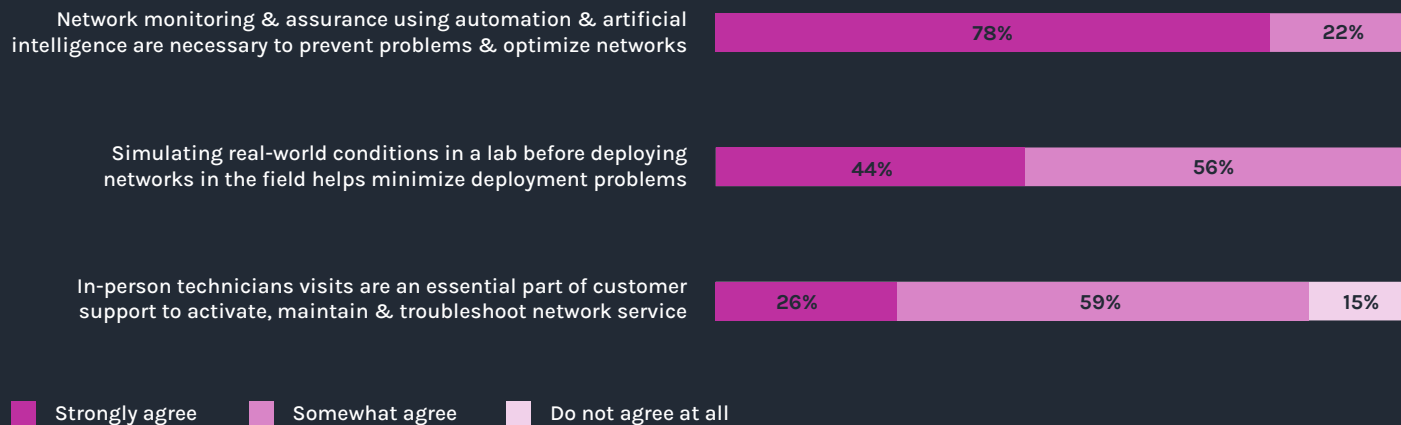 Network monitoring & assurance using automation & artificial
intelligence are necessary to prevent problems & optimize networks
78%
22%
Simulating real-world conditions in a lab before deploying
networks in the field helps minimize deployment problems
44%
56%
In-person technicians visits are an essential part of customer
support to activate, maintain & troubleshoot network service
26%
59%
15%
Strongly agree
Somewhat agree
Do not agree at all